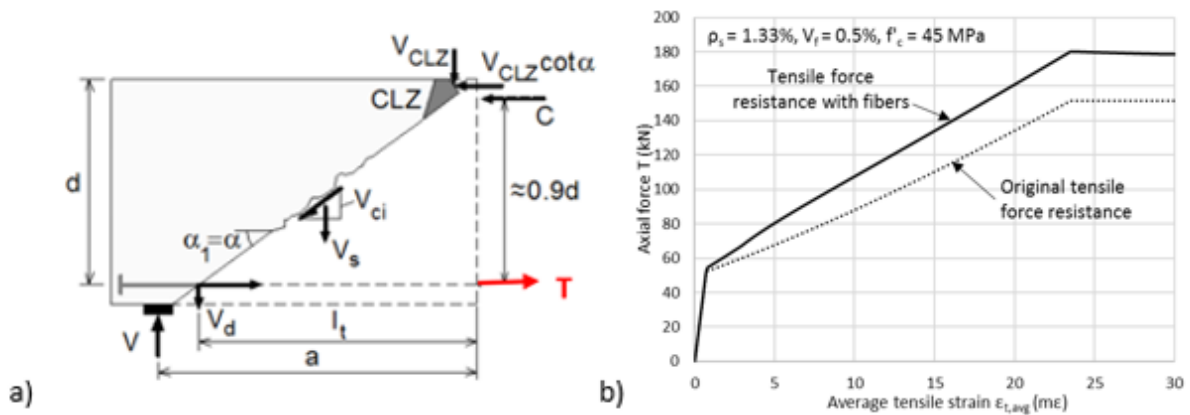 V_CLZ
V_CLZ cotα
CLZ
C
d
≈0.9d
V_ci
α₁=α
V_s
T
V_d
l_t
V
a
a)
200
180
160
140
120
100
80
60
40
20
0
Axial force T (kN)
ρ_s = 1.33%, V_f = 0.5%, f'_c = 45 MPa
Tensile force
resistance with fibers
Original tensile
force resistance
0 5 10 15 20 25 30
Average tensile strain ε_t,avg (mε)
b)